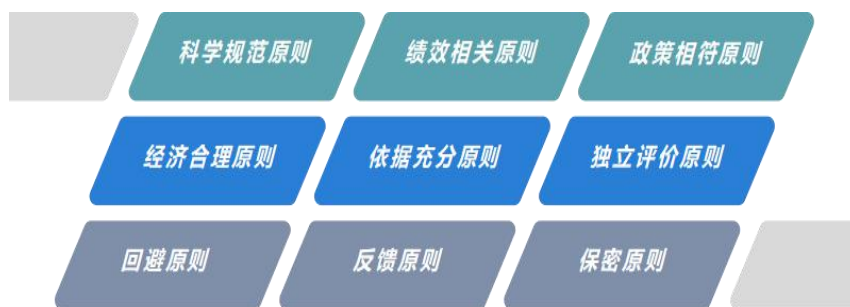 科学规范原则 绩效相关原则 政策相符原则
经济合理原则 依据充分原则 独立评价原则
回避原则 反馈原则 保密原则